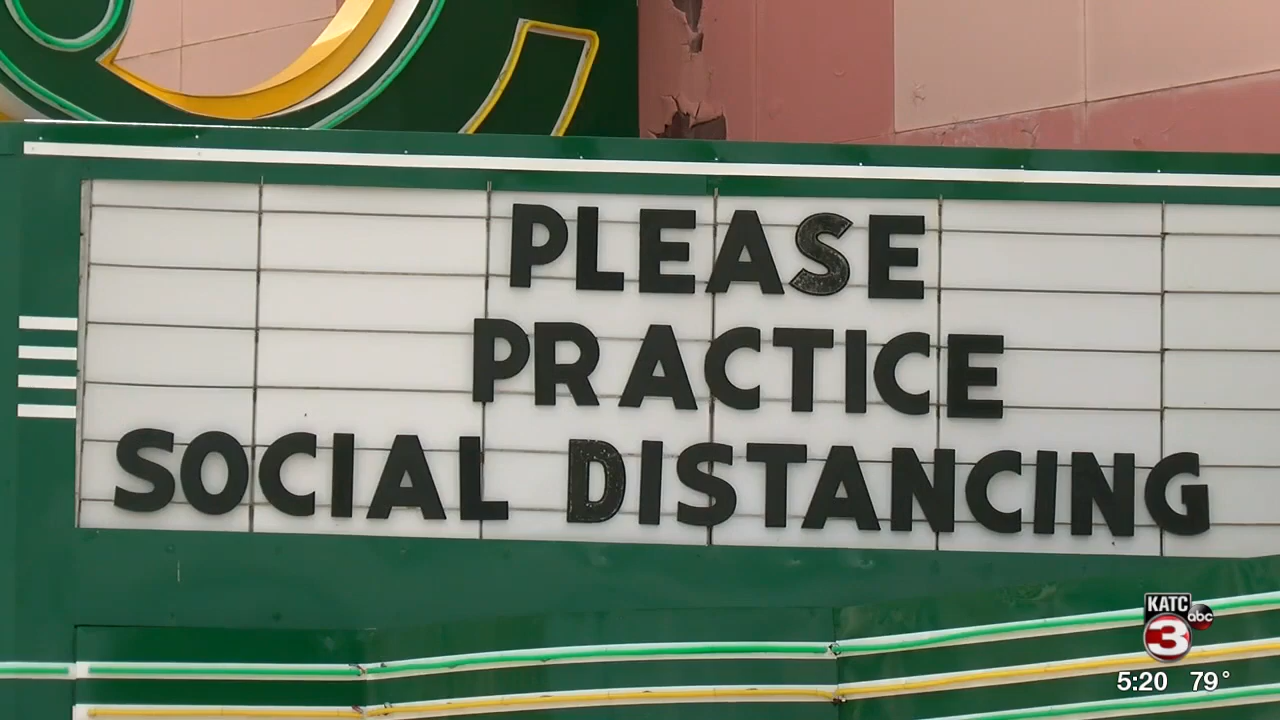 PLEASE
PRACTICE
SOCIAL DISTANCING
KATC
abc
3
5:20 79°